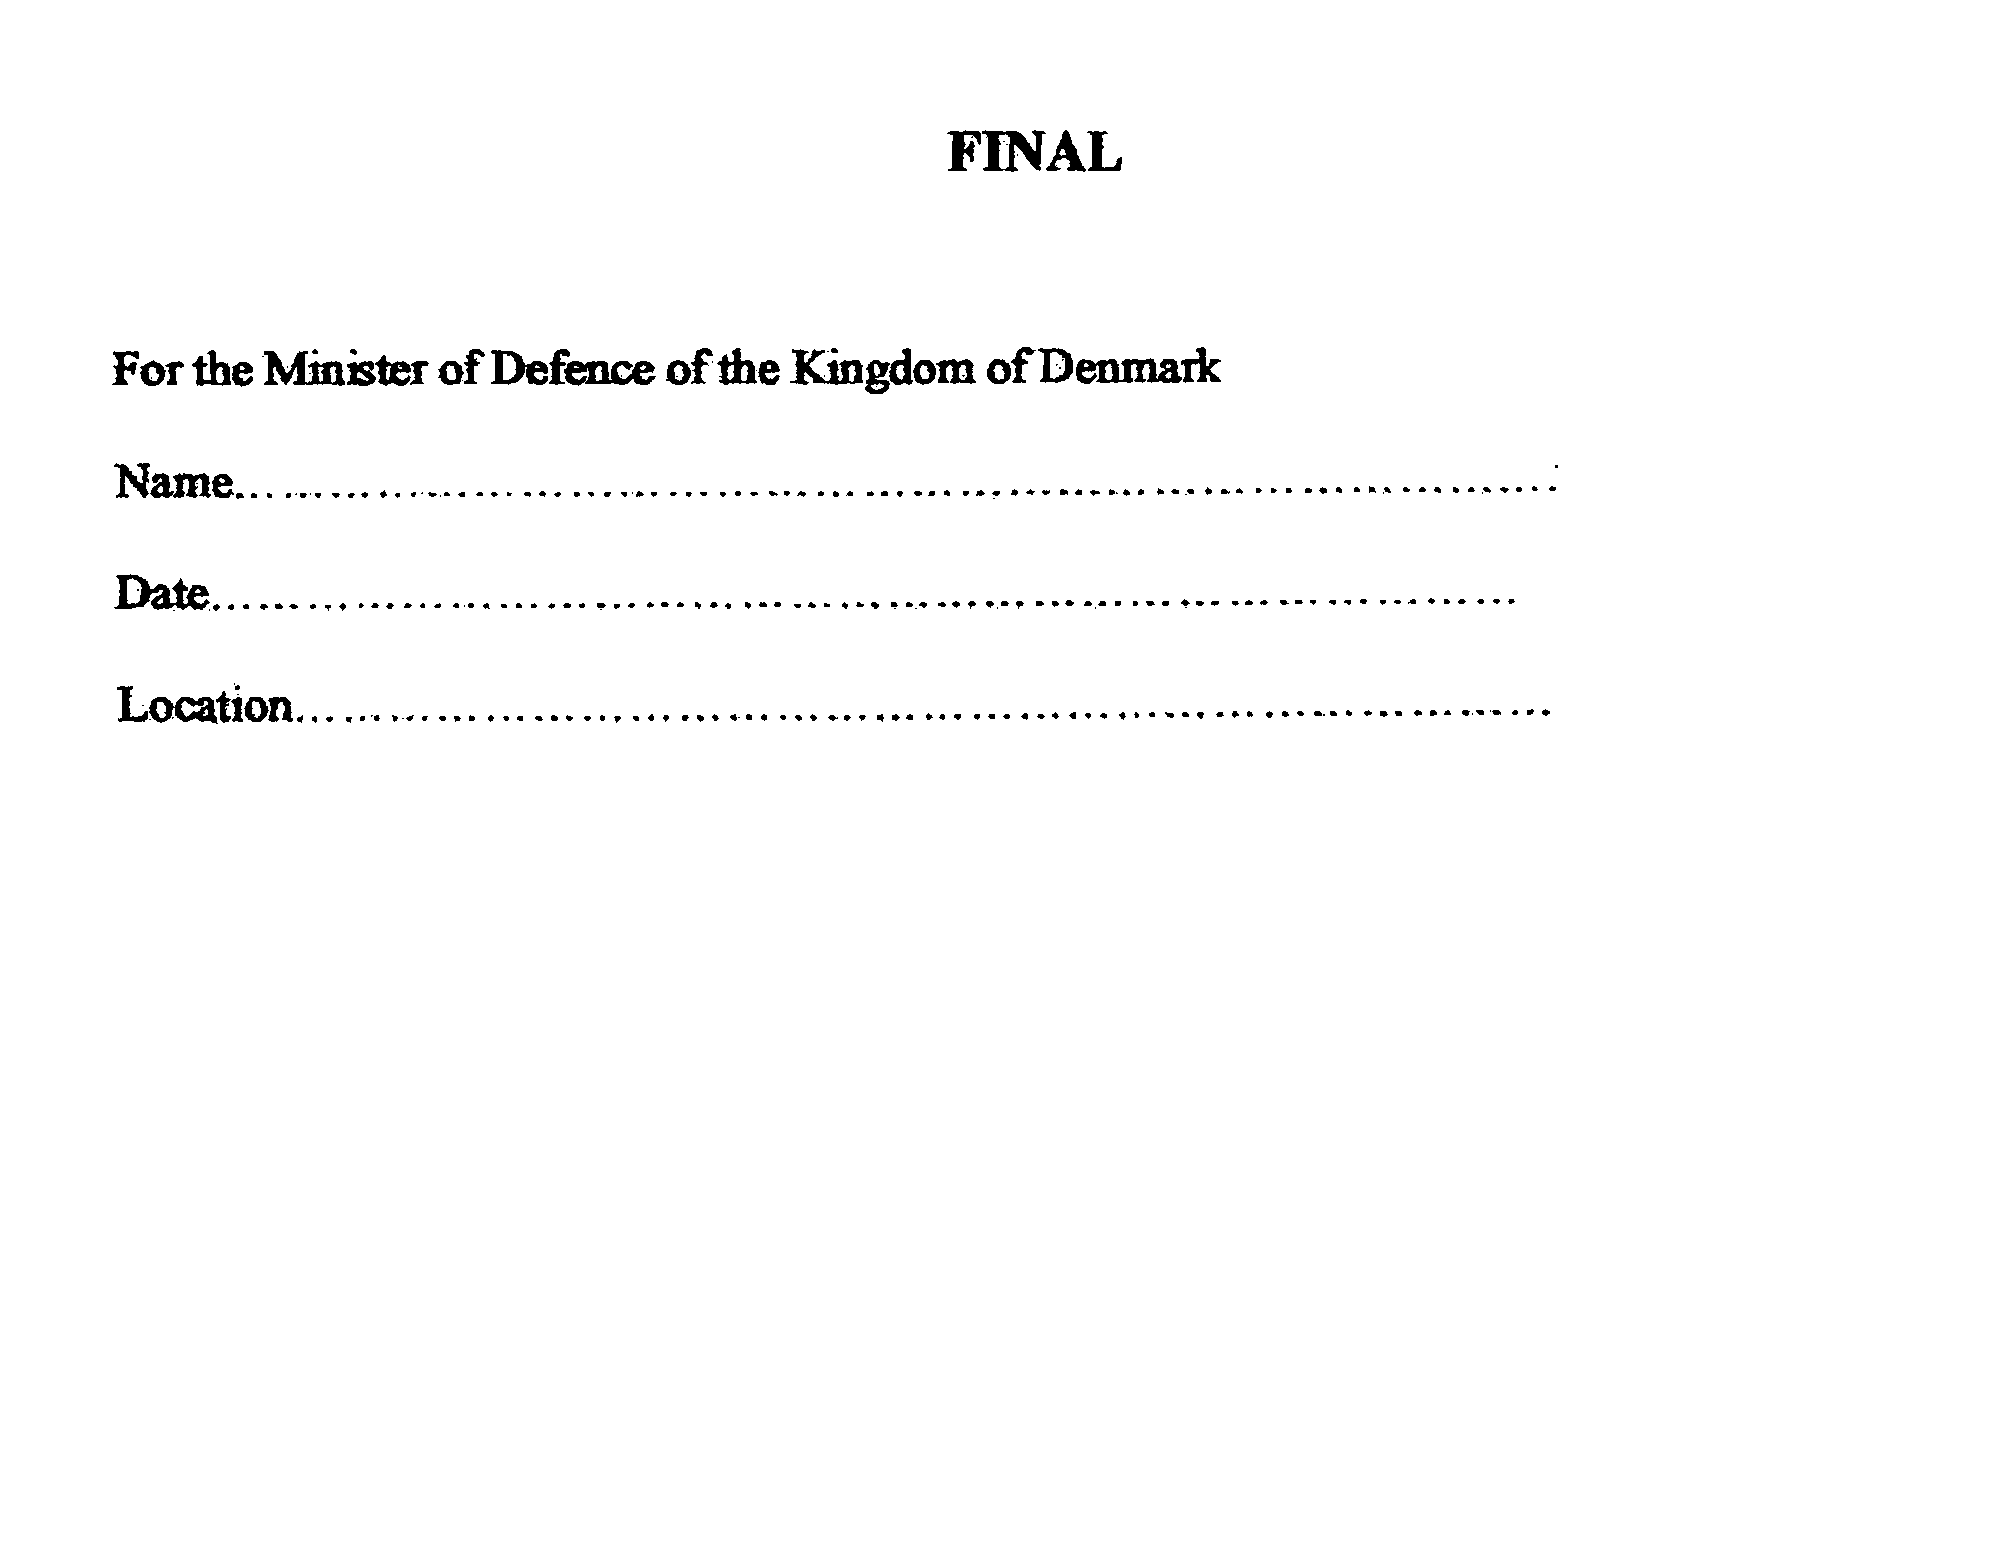 FINAL
For the Minister of Defence of the Kingdom of Denmark
Name........................................................................................
Date........................................................................................
Location....................................................................................